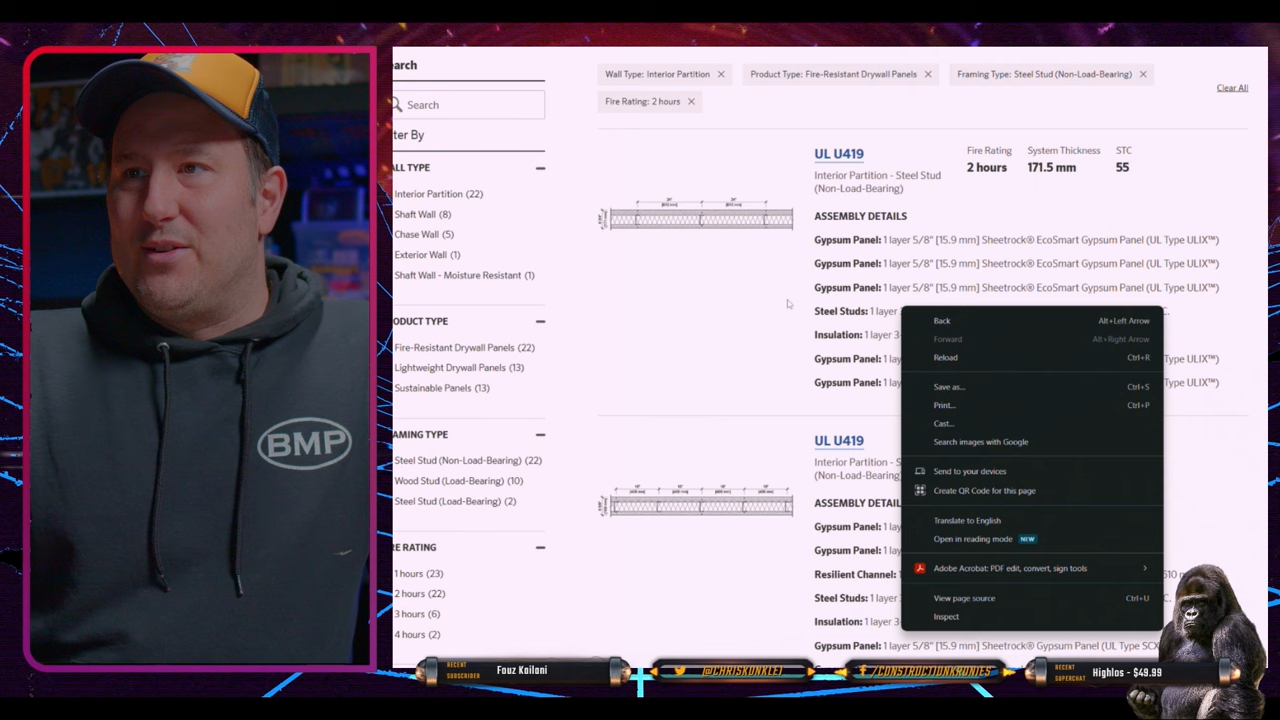 BMP
arch
Search
ter By
ALL TYPE
Interior Partition (22)
Shaft Wall (8)
Chase Wall (5)
Exterior Wall (1)
Shaft Wall - Moisture Resistant (1)
ODUCT TYPE
Fire-Resistant Drywall Panels (22)
Lightweight Drywall Panels (13)
Sustainable Panels (13)
AMING TYPE
Steel Stud (Non-Load-Bearing) (22)
Wood Stud (Load-Bearing) (10)
Steel Stud (Load-Bearing) (2)
RE RATING
1 hours (23)
2 hours (22)
3 hours (6)
4 hours (2)
Wall Type: Interior Partition
Product Type: Fire-Resistant Drywall Panels
Framing Type: Steel Stud (Non-Load-Bearing)
Clear All
Fire Rating: 2 hours
UL U419
Interior Partition - Steel Stud
(Non-Load-Bearing)
Fire Rating
2 hours
System Thickness
171.5 mm
STC
55
ASSEMBLY DETAILS
Gypsum Panel: 1 layer 5/8" [15.9 mm] Sheetrock® EcoSmart Gypsum Panel (UL Type ULIX™)
Gypsum Panel: 1 layer 5/8" [15.9 mm] Sheetrock® EcoSmart Gypsum Panel (UL Type ULIX™)
Gypsum Panel: 1 layer 5/8" [15.9 mm] Sheetrock® EcoSmart Gypsum Panel (UL Type ULIX™)
Steel Studs: 1 layer
Insulation: 1 layer 3-
Gypsum Panel: 1 laye ype ULIX™)
Gypsum Panel: 1 laye ype ULIX™)
UL U419
Interior Partition - S
(Non-Load-Bearing)
ASSEMBLY DETAIL
Gypsum Panel: 1 lay
Gypsum Panel: 1 lay
Resilient Channel: 1 610 m
Steel Studs: 1 layer C.
Insulation: 1 layer
Gypsum Panel: 1 layer 5/8" [15.9 mm] Sheetrock® Gypsum Panel (UL Type SCX
Back Alt+Left Arrow
Forward Alt+Right Arrow
Reload Ctrl+R
Save as... Ctrl+S
Print... Ctrl+P
Cast...
Search images with Google
Send to your devices
Create QR Code for this page
Translate to English
Open in reading mode NEW
Adobe Acrobat: PDF edit, convert, sign tools
View page source Ctrl+U
Inspect
RECENT
SUBSCRIBER
Fouz Kailani
@CHRISKONKLE1
/CONSTRUCTIONKRONIES
RECENT
SUPERCHAT
Highlos - $49.99